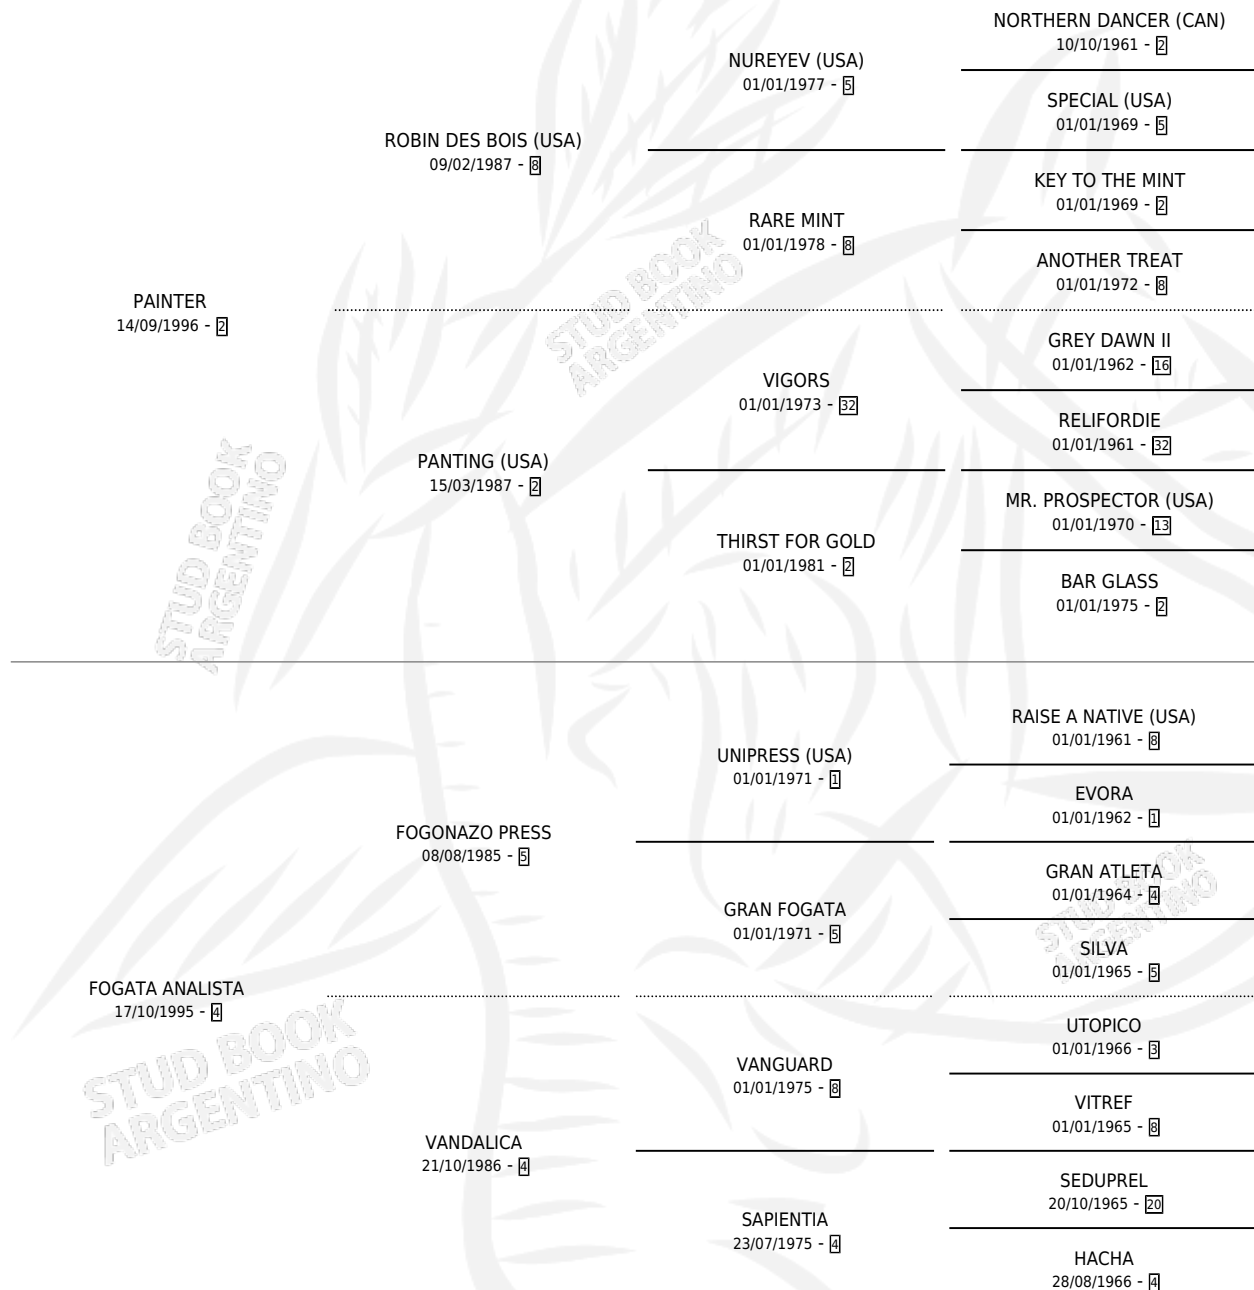 NORTHERN DANCER (CAN)
10/10/1961 - 2
NUREYEV (USA)
01/01/1977 - 5
SPECIAL (USA)
01/01/1969 - 5
ROBIN DES BOIS (USA)
09/02/1987 - 8
KEY TO THE MINT
01/01/1969 - 2
RARE MINT
01/01/1978 - 8
ANOTHER TREAT
01/01/1972 - 8
PAINTER
14/09/1996 - 2
GREY DAWN II
01/01/1962 - 16
VIGORS
01/01/1973 - 32
RELIFORDIE
01/01/1961 - 32
PANTING (USA)
15/03/1987 - 2
MR. PROSPECTOR (USA)
01/01/1970 - 13
THIRST FOR GOLD
01/01/1981 - 2
BAR GLASS
01/01/1975 - 2
RAISE A NATIVE (USA)
01/01/1961 - 8
UNIPRESS (USA)
01/01/1971 - 1
EVORA
01/01/1962 - 1
FOGONAZO PRESS
08/08/1985 - 5
GRAN ATLETA
01/01/1964 - 4
GRAN FOGATA
01/01/1971 - 5
SILVA
01/01/1965 - 5
FOGATA ANALISTA
17/10/1995 - 4
UTOPICO
01/01/1966 - 3
VANGUARD
01/01/1975 - 8
VITREF
01/01/1965 - 8
VANDALICA
21/10/1986 - 4
SEDUPREL
20/10/1965 - 20
SAPIENTIA
23/07/1975 - 4
HACHA
28/08/1966 - 4
STUD BOOK
ARGENTINO
STUD BOOK
ARGENTINO
STUD BOOK
ARGENTINO
STUD BOOK
ARGENTINO